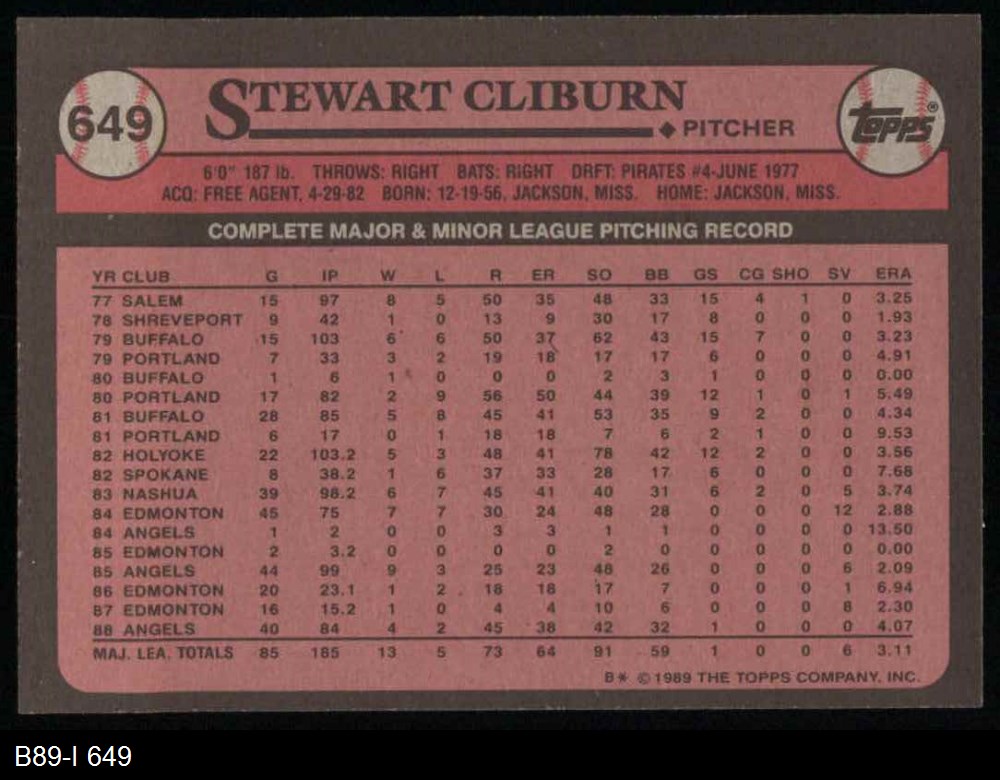 649 STEWART CLIBURN TOPPS®
◆ PITCHER
6'0" 187 lb. THROWS: RIGHT BATS: RIGHT DRFT: PIRATES #4-JUNE 1977
ACQ: FREE AGENT, 4-29-82 BORN: 12-19-56, JACKSON, MISS. HOME: JACKSON, MISS.
COMPLETE MAJOR & MINOR LEAGUE PITCHING RECORD
YR CLUB G IP W L R ER SO BB GS CG SHO SV ERA
77 SALEM 15 97 8 5 50 35 48 33 15 4 1 0 3.25
78 SHREVEPORT 9 42 1 0 13 9 30 17 8 0 0 0 1.93
79 BUFFALO 15 103 6 6 50 37 62 43 15 7 0 0 3.23
79 PORTLAND 7 33 3 2 19 18 17 17 6 0 0 0 4.91
80 BUFFALO 1 6 1 0 0 0 2 3 1 0 0 0 0.00
80 PORTLAND 17 82 2 9 56 50 44 39 12 1 0 1 5.49
81 BUFFALO 28 85 5 8 45 41 53 35 9 2 0 0 4.34
81 PORTLAND 6 17 0 1 18 18 7 6 2 1 0 0 9.53
82 HOLYOKE 22 103.2 5 3 48 41 78 42 12 2 0 0 3.56
82 SPOKANE 8 38.2 1 6 37 33 28 17 6 0 0 0 7.68
83 NASHUA 39 98.2 6 7 45 41 40 31 6 2 0 5 3.74
84 EDMONTON 45 75 7 7 30 24 48 28 0 0 0 12 2.88
84 ANGELS 1 2 0 0 3 3 1 1 0 0 0 0 13.50
85 EDMONTON 2 3.2 0 0 0 0 2 0 0 0 0 0 0.00
85 ANGELS 44 99 9 3 25 23 48 26 0 0 0 6 2.09
86 EDMONTON 20 23.1 1 2 18 18 17 7 0 0 0 1 6.94
87 EDMONTON 16 15.2 1 0 4 4 10 6 0 0 0 8 2.30
88 ANGELS 40 84 4 2 45 38 42 32 1 0 0 0 4.07
MAJ. LEA. TOTALS 85 185 13 5 73 64 91 59 1 0 0 6 3.11
B* © 1989 THE TOPPS COMPANY, INC.
B89-I 649